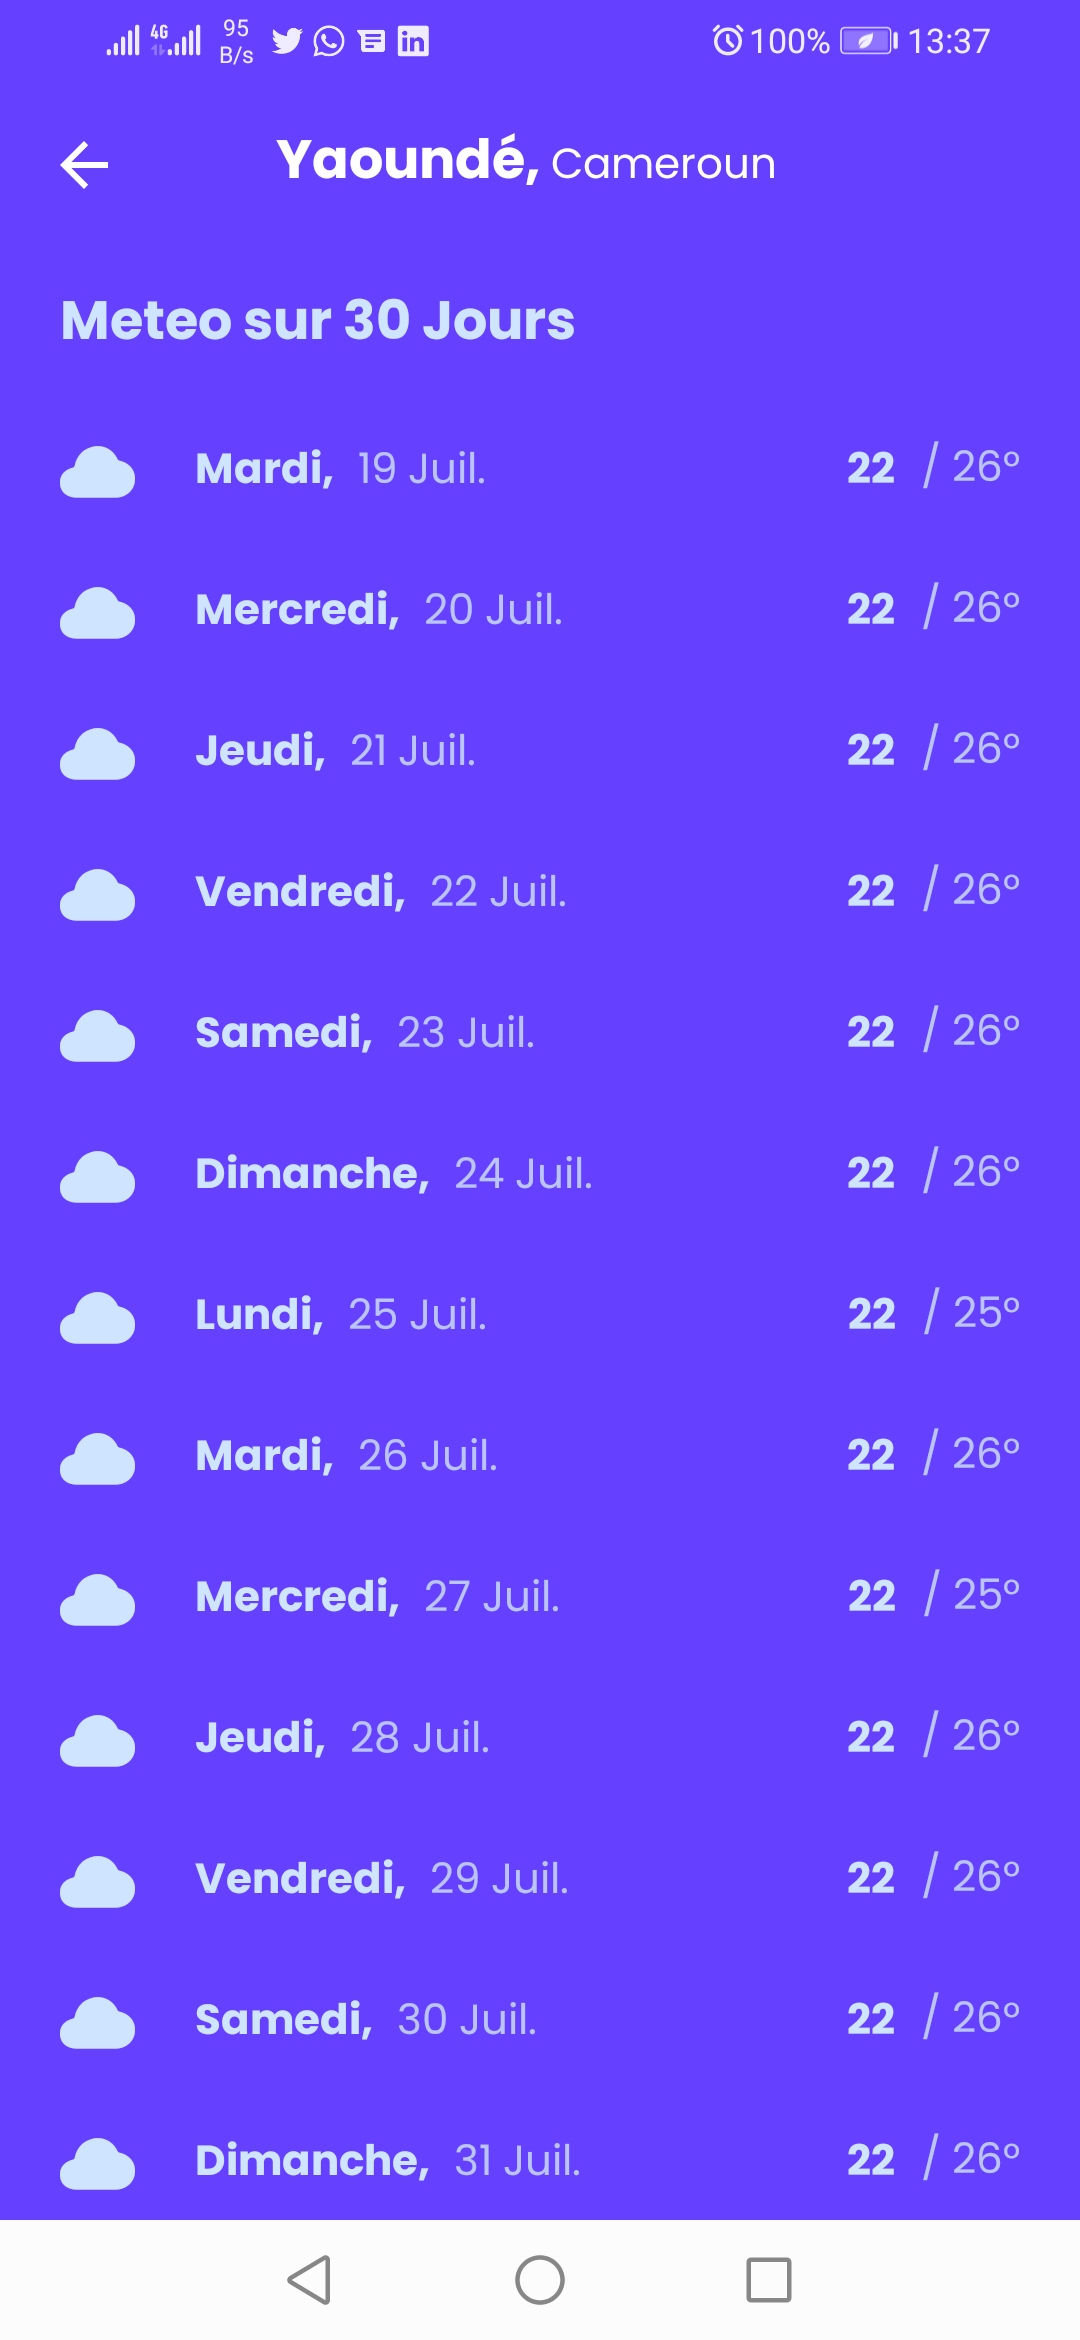 4G 95 B/s in 100% 13:37
Yaoundé, Cameroun
Meteo sur 30 Jours
Mardi, 19 Juil. 22 / 26°
Mercredi, 20 Juil. 22 / 26°
Jeudi, 21 Juil. 22 / 26°
Vendredi, 22 Juil. 22 / 26°
Samedi, 23 Juil. 22 / 26°
Dimanche, 24 Juil. 22 / 26°
Lundi, 25 Juil. 22 / 25°
Mardi, 26 Juil. 22 / 26°
Mercredi, 27 Juil. 22 / 25°
Jeudi, 28 Juil. 22 / 26°
Vendredi, 29 Juil. 22 / 26°
Samedi, 30 Juil. 22 / 26°
Dimanche, 31 Juil. 22 / 26°